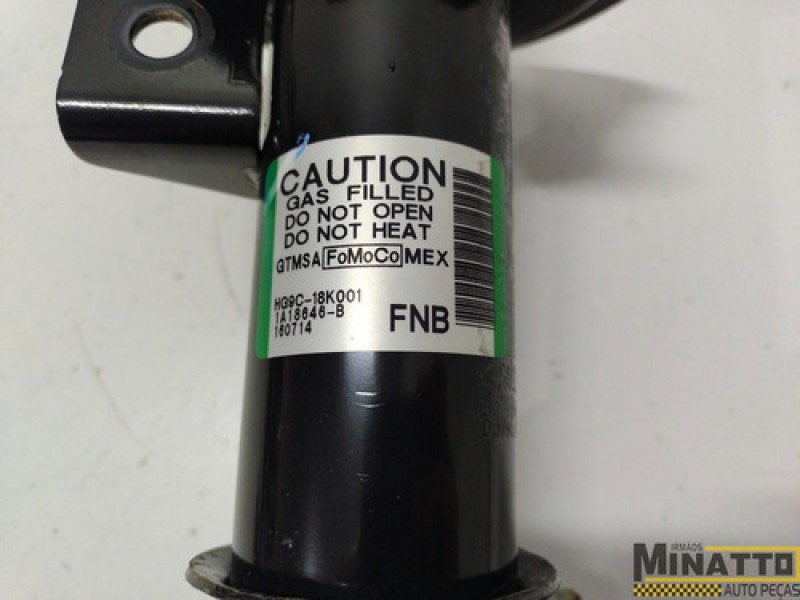 CAUTION
GAS FILLED
DO NOT OPEN
DO NOT HEAT
GTMSA FoMoCo MEX
HG9C-18K001
1A18646-B
160714
FNB
IRMÃOS
MINATTO
AUTO PEÇAS